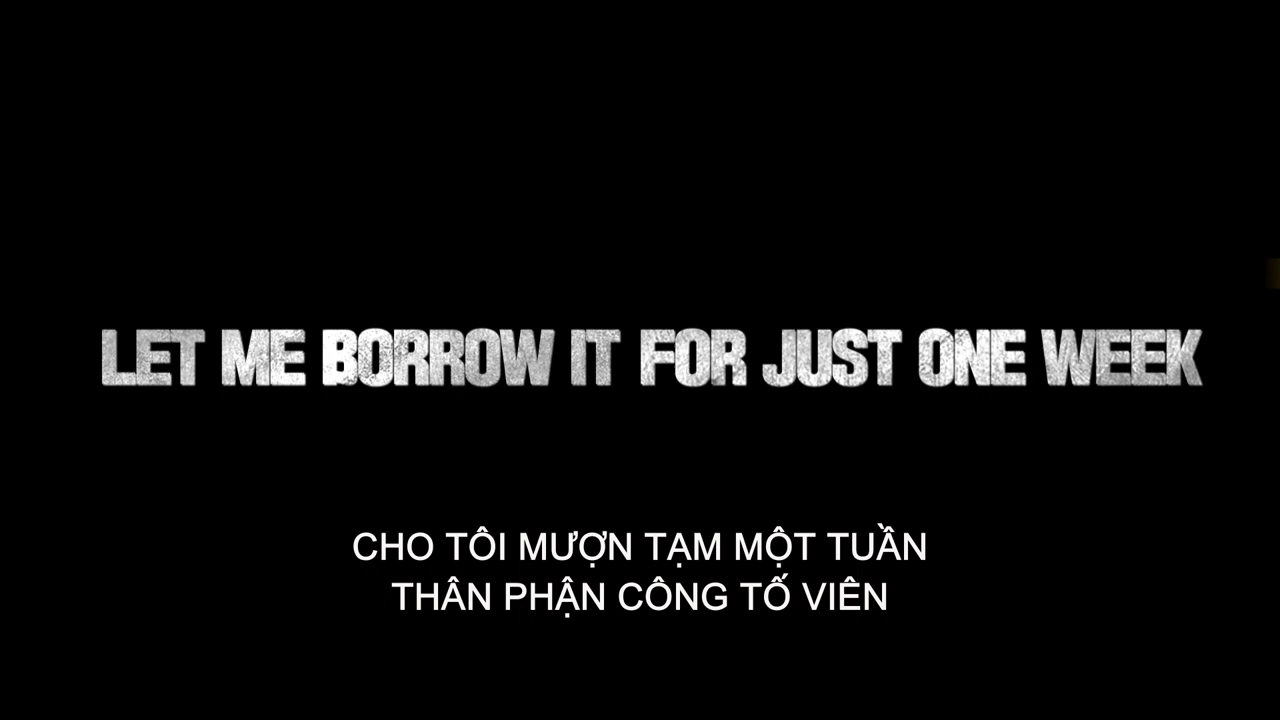 LET ME BORROW IT FOR JUST ONE WEEK
CHO TÔI MƯỢN TẠM MỘT TUẦN
THÂN PHẬN CÔNG TỐ VIÊN